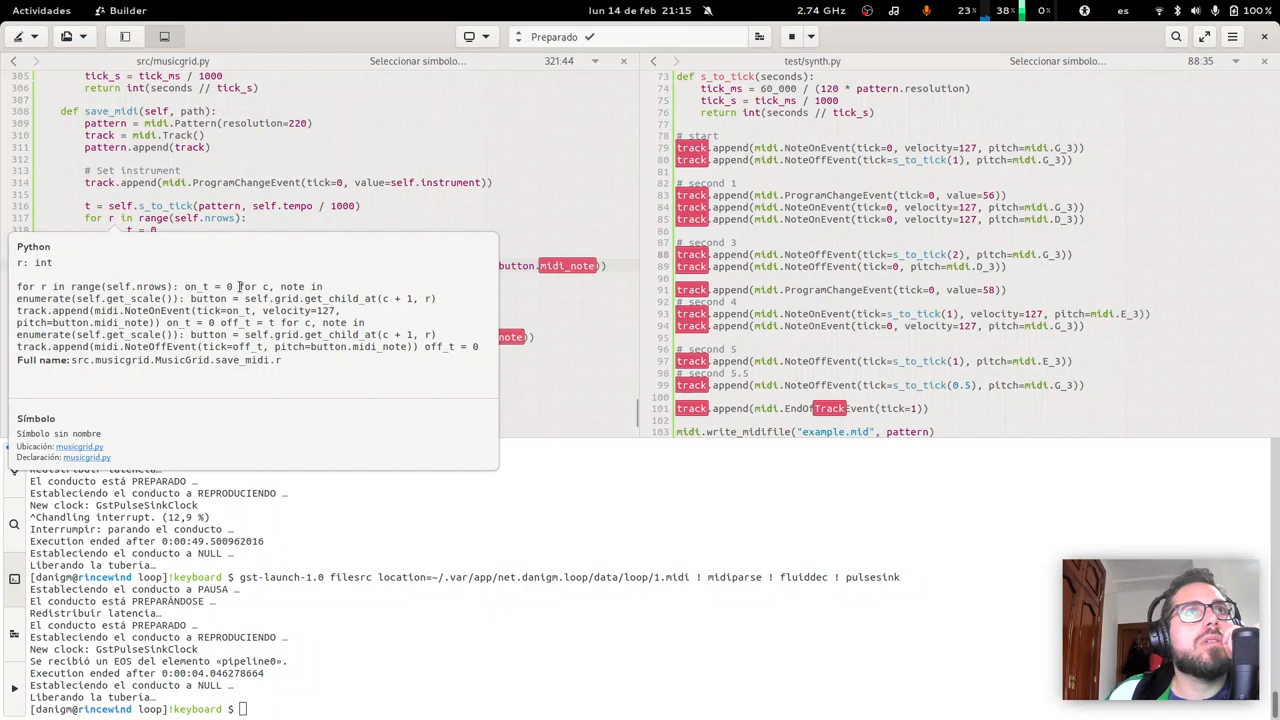 Actividades
Builder
lun 14 de feb 21:15
2.74 GHz
23%
38%
0%
es
100 %
Preparado
src/musicgrid.py
Seleccionar símbolo…
321:44
test/synth.py
Seleccionar símbolo…
88:35
305 tick_s = tick_ms / 1000
306 return int(seconds // tick_s)
307
308 def save_midi(self, path):
309 pattern = midi.Pattern(resolution=220)
310 track = midi.Track()
311 pattern.append(track)
312
313 # Set instrument
314 track.append(midi.ProgramChangeEvent(tick=0, value=self.instrument))
315
316 t = self.s_to_tick(pattern, self.tempo / 1000)
317 for r in range(self.nrows):
318 t = 0
button.midi_note))
note))
Python
r: int
for r in range(self.nrows): on_t = 0 for c, note in
enumerate(self.get_scale()): button = self.grid.get_child_at(c + 1, r)
track.append(midi.NoteOnEvent(tick=on_t, velocity=127,
pitch=button.midi_note)) on_t = 0 off_t = t for c, note in
enumerate(self.get_scale()): button = self.grid.get_child_at(c + 1, r)
track.append(midi.NoteOffEvent(tick=off_t, pitch=button.midi_note)) off_t = 0
Full name: src.musicgrid.MusicGrid.save_midi.r
Símbolo
Símbolo sin nombre
Ubicación: musicgrid.py
Declaración: musicgrid.py
73 def s_to_tick(seconds):
74 tick_ms = 60_000 / (120 * pattern.resolution)
75 tick_s = tick_ms / 1000
76 return int(seconds // tick_s)
77
78 # start
79 track.append(midi.NoteOnEvent(tick=0, velocity=127, pitch=midi.G_3))
80 track.append(midi.NoteOffEvent(tick=s_to_tick(1), pitch=midi.G_3))
81
82 # second 1
83 track.append(midi.ProgramChangeEvent(tick=0, value=56))
84 track.append(midi.NoteOnEvent(tick=0, velocity=127, pitch=midi.G_3))
85 track.append(midi.NoteOnEvent(tick=0, velocity=127, pitch=midi.D_3))
86
87 # second 3
88 track.append(midi.NoteOffEvent(tick=s_to_tick(2), pitch=midi.G_3))
89 track.append(midi.NoteOffEvent(tick=0, pitch=midi.D_3))
90
91 track.append(midi.ProgramChangeEvent(tick=0, value=58))
92 # second 4
93 track.append(midi.NoteOnEvent(tick=s_to_tick(1), velocity=127, pitch=midi.E_3))
94 track.append(midi.NoteOnEvent(tick=0, velocity=127, pitch=midi.G_3))
95
96 # second 5
97 track.append(midi.NoteOffEvent(tick=s_to_tick(1), pitch=midi.E_3))
98 # second 5.5
99 track.append(midi.NoteOffEvent(tick=s_to_tick(0.5), pitch=midi.G_3))
100
101 track.append(midi.EndOfTrackEvent(tick=1))
102
103 midi.write_midifile("example.mid", pattern)
Redistribuir latencia…
El conducto está PREPARADO …
Estableciendo el conducto a REPRODUCIENDO …
New clock: GstPulseSinkClock
^Chandling interrupt. (12,9 %)
Interrumpir: parando el conducto …
Execution ended after 0:00:49.500962016
Estableciendo el conducto a NULL …
Liberando la tubería…
[danigm@rincewind loop]!keyboard $ gst-launch-1.0 filesrc location=~/.var/app/net.danigm.loop/data/loop/1.midi ! midiparse ! fluiddec ! pulsesink
Estableciendo el conducto a PAUSA …
El conducto está PREPARÁNDOSE …
Redistribuir latencia…
El conducto está PREPARADO …
Estableciendo el conducto a REPRODUCIENDO …
New clock: GstPulseSinkClock
Se recibió un EOS del elemento «pipeline0».
Execution ended after 0:00:04.046278664
Estableciendo el conducto a NULL …
Liberando la tubería…
[danigm@rincewind loop]!keyboard $